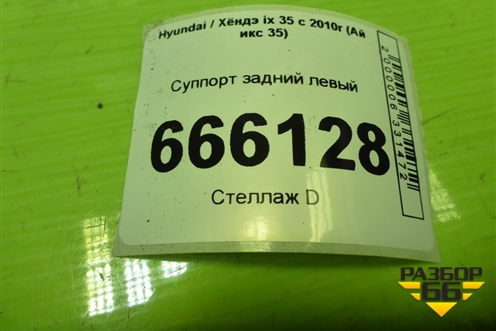 Hyundai / Хёндэ ix 35 с 2010г (Ай
икс 35)
Суппорт задний левый
666128
Стеллаж D
2000006331472
РАЗБОР
66